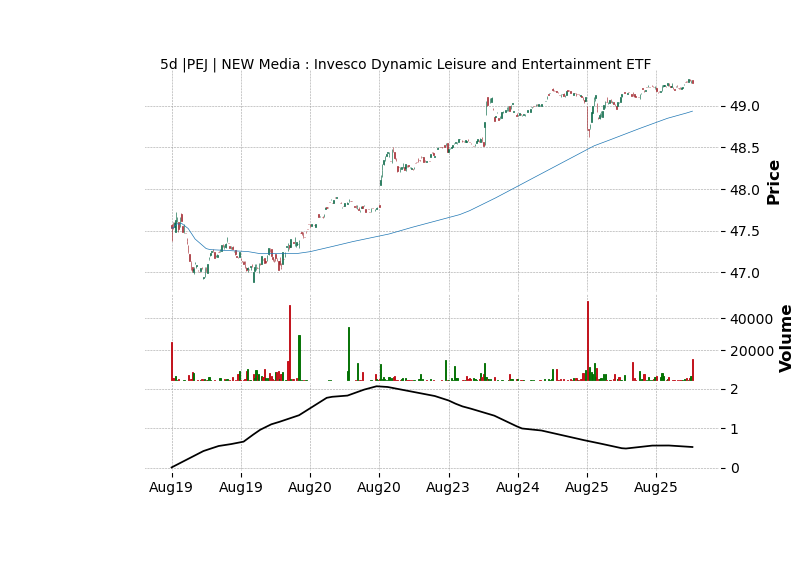 5d |PEJ | NEW Media : Invesco Dynamic Leisure and Entertainment ETF
49.0
48.5
48.0
47.5
47.0
Price
40000
20000
Volume
2
1
0
Aug19 Aug19 Aug20 Aug20 Aug23 Aug24 Aug25 Aug25